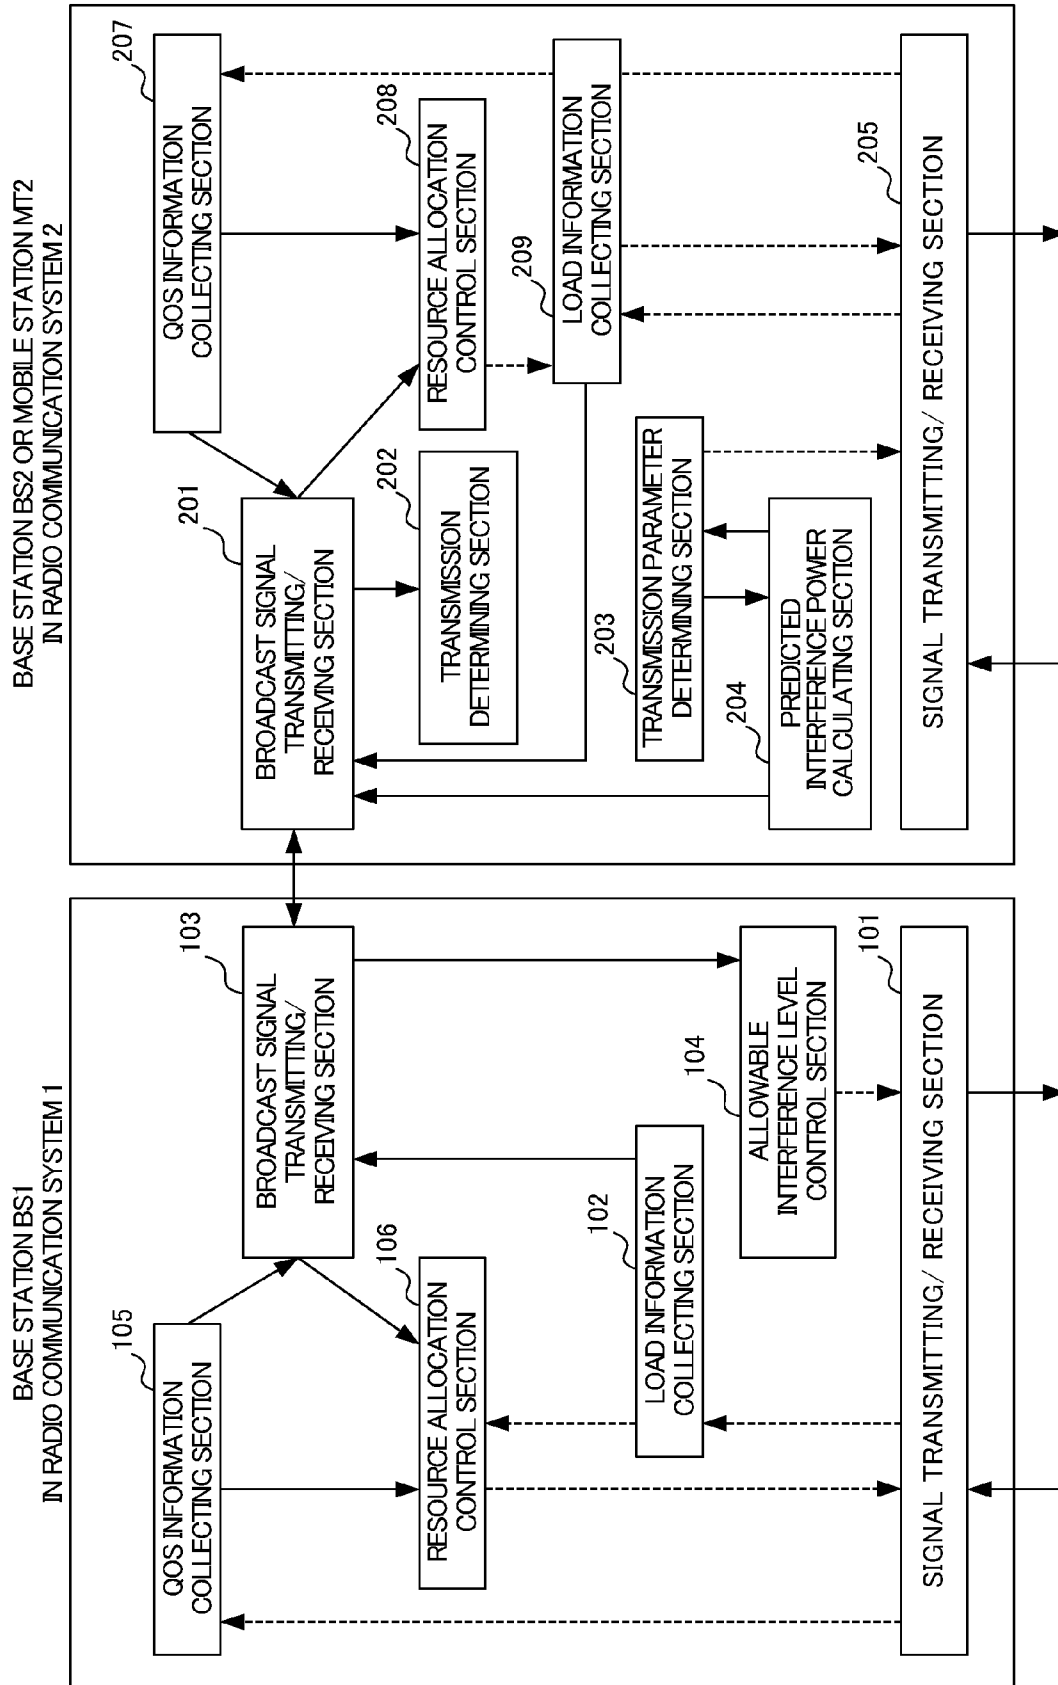 BASE STATION BS1
IN RADIO COMMUNICATION SYSTEM 1
105
QOS INFORMATION
COLLECTING SECTION
103
BROADCAST SIGNAL
TRANSMITTING/
RECEIVING SECTION
106
RESOURCE ALLOCATION
CONTROL SECTION
102
LOAD INFORMATION
COLLECTING SECTION
104
ALLOWABLE
INTERFERENCE LEVEL
CONTROL SECTION
101
SIGNAL TRANSMITTING/ RECEIVING SECTION
BASE STATION BS2 OR MOBILE STATION MT2
IN RADIO COMMUNICATION SYSTEM 2
207
QOS INFORMATION
COLLECTING SECTION
201
BROADCAST SIGNAL
TRANSMITTING/
RECEIVING SECTION
202
TRANSMISSION
DETERMINING SECTION
208
RESOURCE ALLOCATION
CONTROL SECTION
209
LOAD INFORMATION
COLLECTING SECTION
203
TRANSMISSION PARAMETER
DETERMINING SECTION
204
PREDICTED
INTERFERENCE POWER
CALCULATING SECTION
205
SIGNAL TRANSMITTING/ RECEIVING SECTION